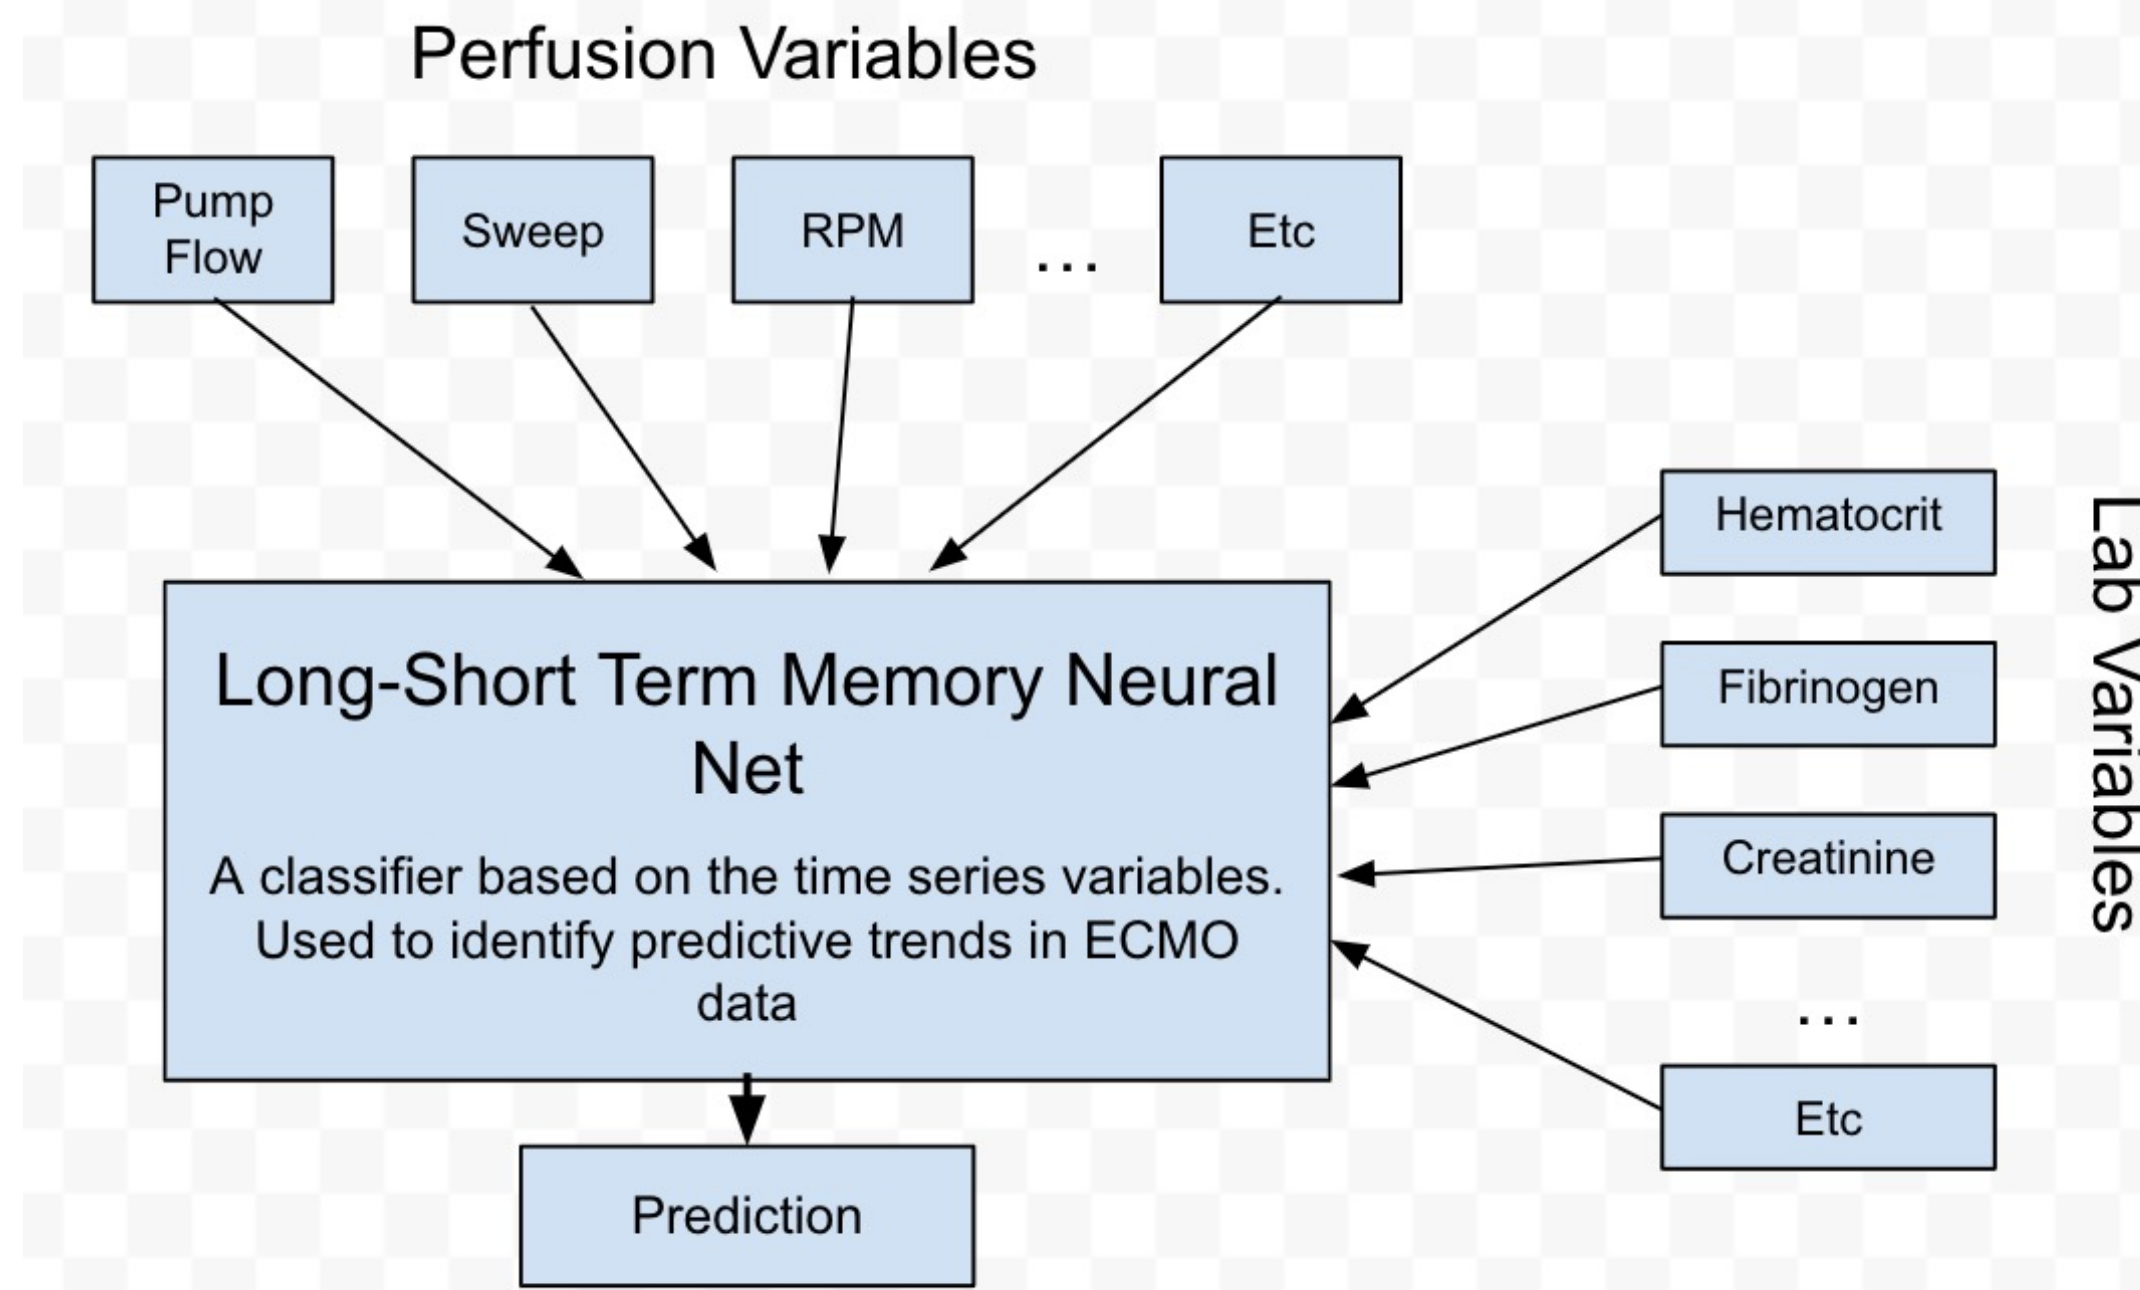 Perfusion Variables
Pump
Flow
Sweep
RPM
...
Etc
Hematocrit
Fibrinogen
Creatinine
...
Etc
Lab Variables
Long-Short Term Memory Neural
Net
A classifier based on the time series variables.
Used to identify predictive trends in ECMO
data
Prediction